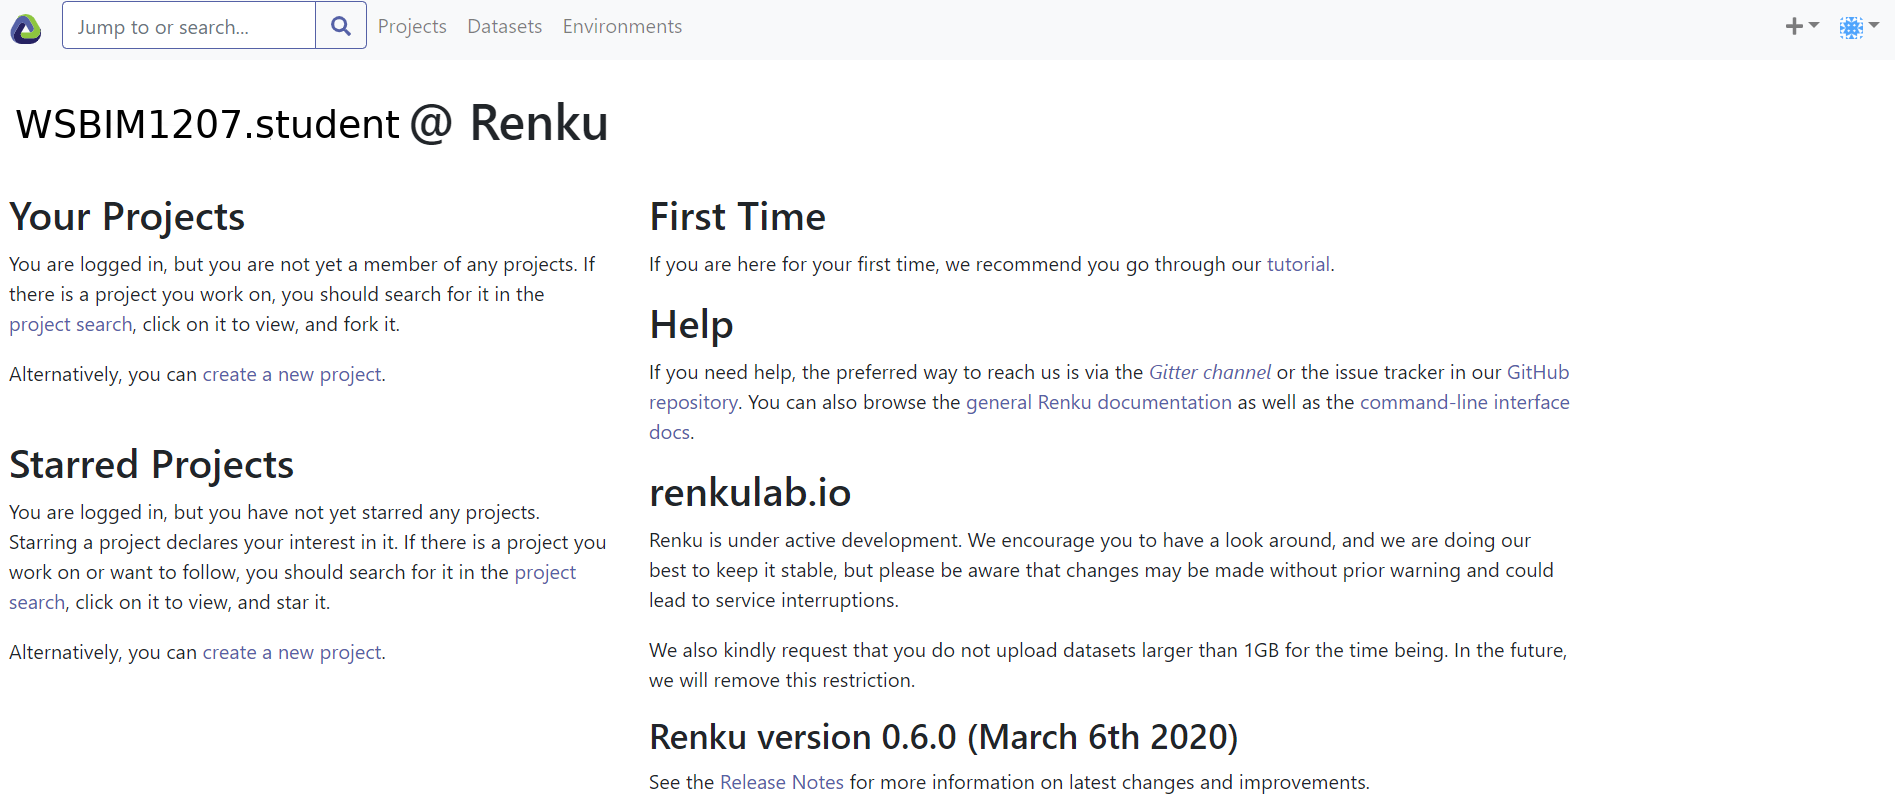 Jump to or search...
Projects
Datasets
Environments
WSBIM1207.student @ Renku
Your Projects
You are logged in, but you are not yet a member of any projects. If
there is a project you work on, you should search for it in the
project search, click on it to view, and fork it.
Alternatively, you can create a new project.
Starred Projects
You are logged in, but you have not yet starred any projects.
Starring a project declares your interest in it. If there is a project you
work on or want to follow, you should search for it in the project
search, click on it to view, and star it.
Alternatively, you can create a new project.
First Time
If you are here for your first time, we recommend you go through our tutorial.
Help
If you need help, the preferred way to reach us is via the Gitter channel or the issue tracker in our GitHub
repository. You can also browse the general Renku documentation as well as the command-line interface
docs.
renkulab.io
Renku is under active development. We encourage you to have a look around, and we are doing our
best to keep it stable, but please be aware that changes may be made without prior warning and could
lead to service interruptions.
We also kindly request that you do not upload datasets larger than 1GB for the time being. In the future,
we will remove this restriction.
Renku version 0.6.0 (March 6th 2020)
See the Release Notes for more information on latest changes and improvements.